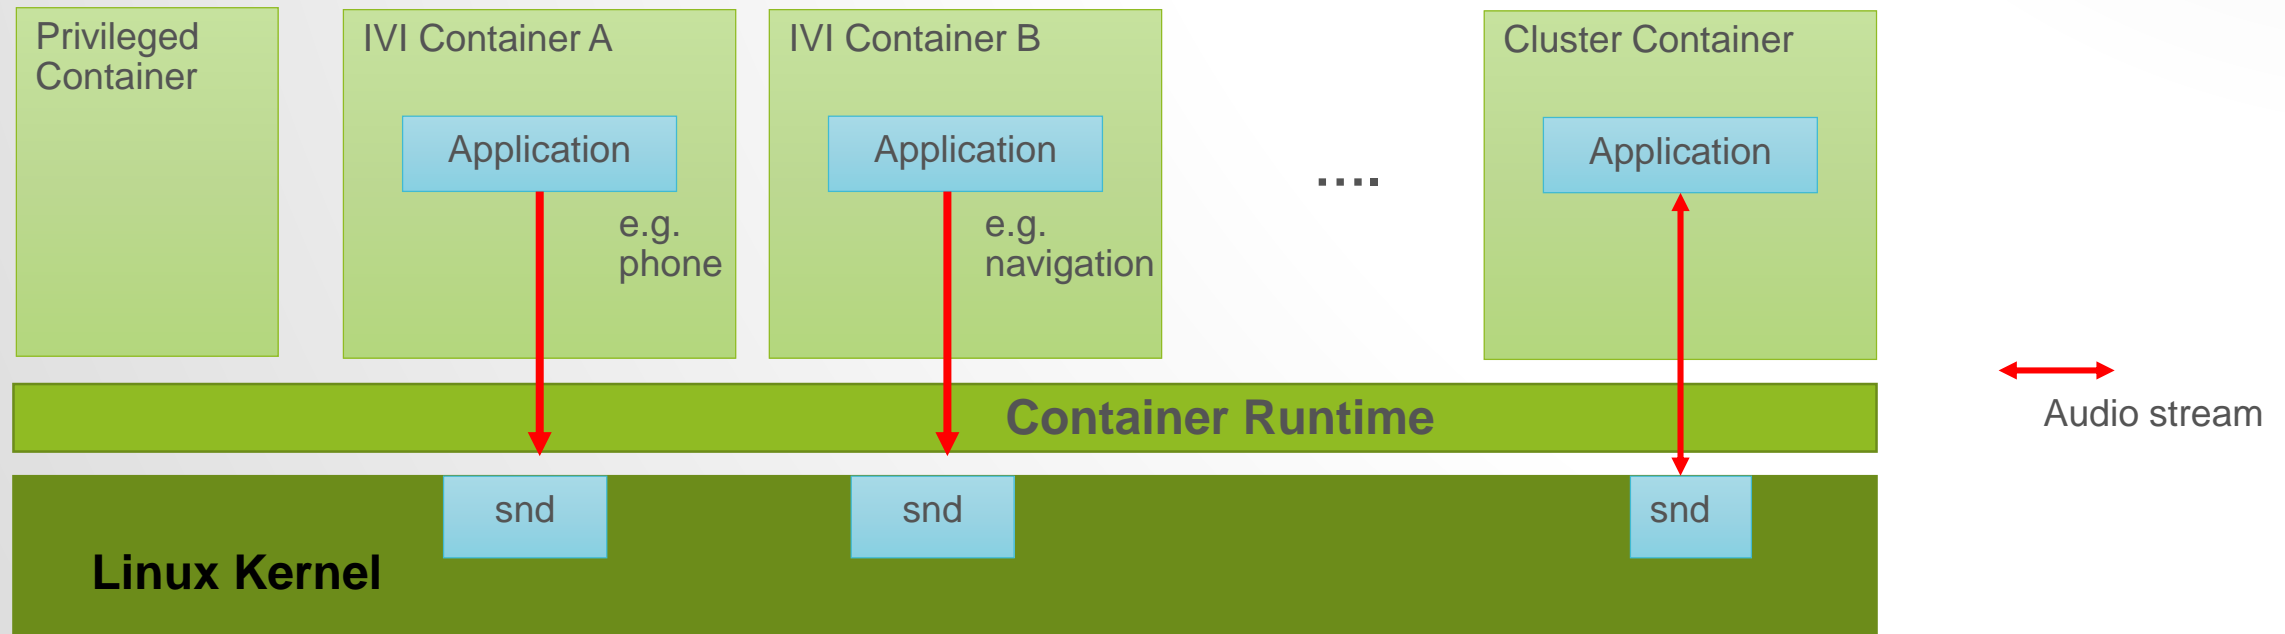 Privileged
Container
IVI Container A
Application
e.g.
phone
IVI Container B
Application
e.g.
navigation
....
Cluster Container
Application
Container Runtime
Audio stream
snd
snd
snd
Linux Kernel